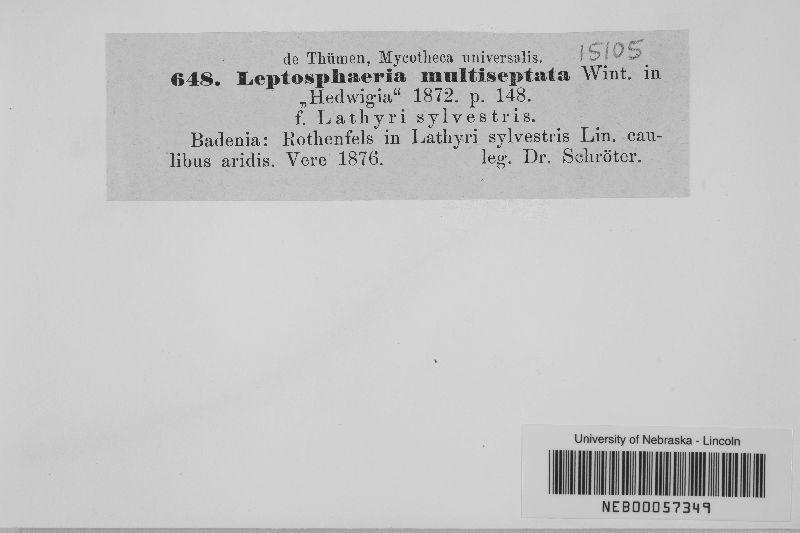 de Thümen, Mycotheca universalis. 15105
648. Leptosphaeria multiseptata Wint. in
„Hedwigia“ 1872. p. 148.
f. Lathyri sylvestris.
Badenia: Rothenfels in Lathyri sylvestris Lin. cau-
libus aridis. Vere 1876. leg. Dr. Schröter.
University of Nebraska - Lincoln
NEB00057349